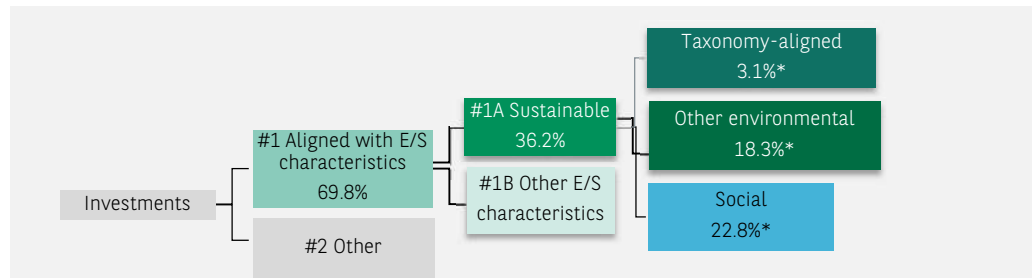 Investments
#1 Aligned with E/S
characteristics
69.8%
#2 Other
#1A Sustainable
36.2%
#1B Other E/S
characteristics
Taxonomy-aligned
3.1%*
Other environmental
18.3%*
Social
22.8%*